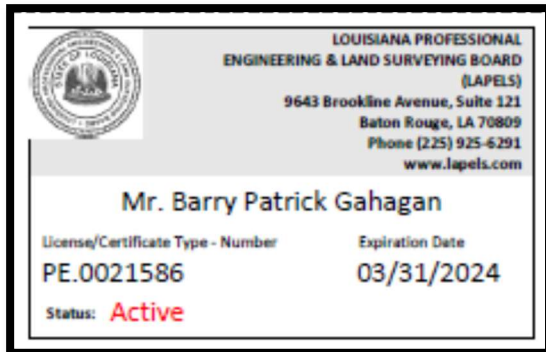 LOUISIANA PROFESSIONAL
ENGINEERING & LAND SURVEYING BOARD
(LAPELS)
9643 Brookline Avenue, Suite 121
Baton Rouge, LA 70809
Phone (225) 925-6291
www.lapels.com
Mr. Barry Patrick Gahagan
License/Certificate Type - Number Expiration Date
PE.0021586 03/31/2024
Status: Active